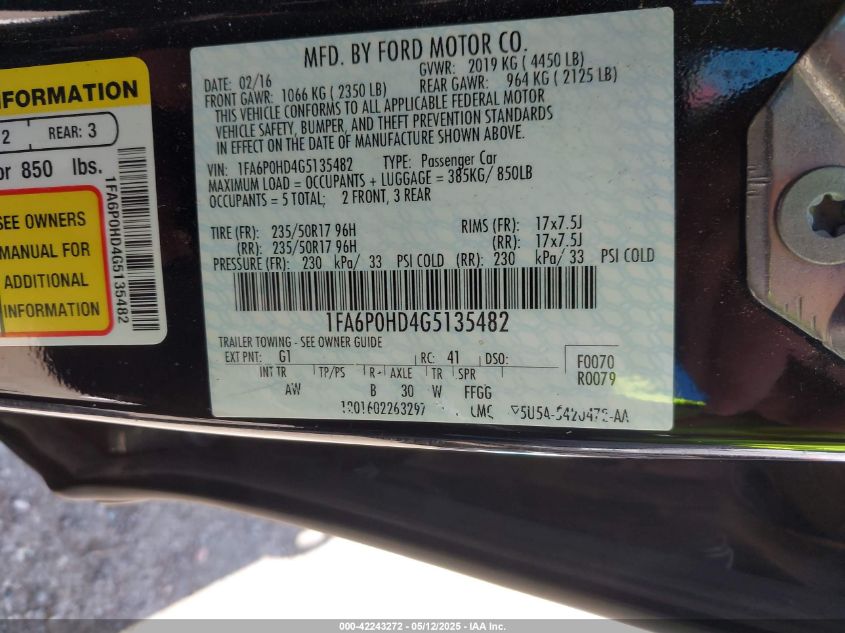 NFORMATION
2 REAR: 3
or 850 lbs.
SEE OWNERS
MANUAL FOR
ADDITIONAL
INFORMATION
1FA6P0HD4G5135482
MFD. BY FORD MOTOR CO.
DATE: 02/16 GVWR: 2019 KG ( 4450 LB)
FRONT GAWR: 1066 KG ( 2350 LB) REAR GAWR: 964 KG ( 2125 LB)
THIS VEHICLE CONFORMS TO ALL APPLICABLE FEDERAL MOTOR
VEHICLE SAFETY, BUMPER, AND THEFT PREVENTION STANDARDS
IN EFFECT ON THE DATE OF MANUFACTURE SHOWN ABOVE.
VIN: 1FA6P0HD4G5135482 TYPE: Passenger Car
MAXIMUM LOAD = OCCUPANTS + LUGGAGE = 385KG/ 850LB
OCCUPANTS = 5 TOTAL; 2 FRONT, 3 REAR
TIRE (FR): 235/50R17 96H RIMS (FR): 17x7.5J
(RR): 235/50R17 96H (RR): 17x7.5J
PRESSURE (FR): 230 kPa/ 33 PSI COLD (RR): 230 kPa/ 33 PSI COLD
1FA6P0HD4G5135482
TRAILER TOWING - SEE OWNER GUIDE
EXT PNT: G1 RC: 41 DSO: F0070
R0079
INT TR TP/PS R AXLE TR SPR
AW B 30 W FFGG
1201602263297
000-42243272 - 05/12/2025 - IAA Inc.